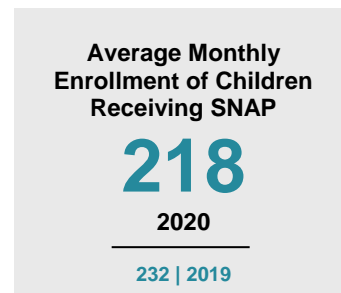 Average Monthly
Enrollment of Children
Receiving SNAP
218
2020
232 | 2019